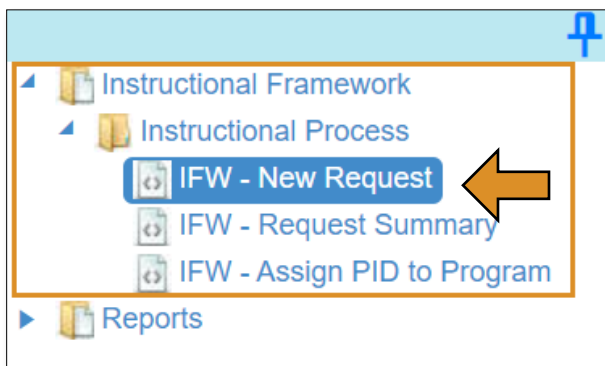 Instructional Framework
Instructional Process
IFW - New Request
IFW - Request Summary
IFW - Assign PID to Program
Reports